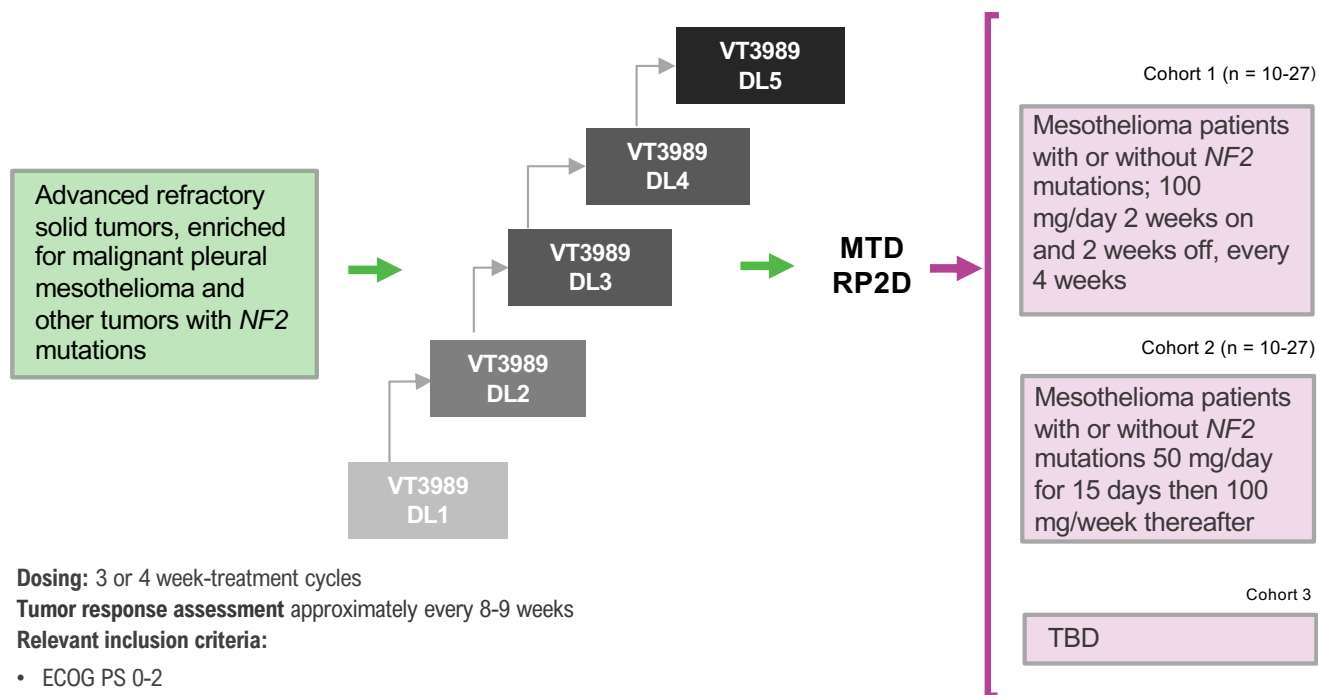 Advanced refractory
solid tumors, enriched
for malignant pleural
mesothelioma and
other tumors with NF2
mutations
VT3989
DL5
VT3989
DL4
VT3989
DL3
VT3989
DL2
VT3989
DL1
MTD
RP2D
Cohort 1 (n = 10-27)
Mesothelioma patients
with or without NF2
mutations; 100
mg/day 2 weeks on
and 2 weeks off, every
4 weeks
Cohort 2 (n = 10-27)
Mesothelioma patients
with or without NF2
mutations 50 mg/day
for 15 days then 100
mg/week thereafter
Cohort 3
TBD
Dosing: 3 or 4 week-treatment cycles
Tumor response assessment approximately every 8-9 weeks
Relevant inclusion criteria:
• ECOG PS 0-2